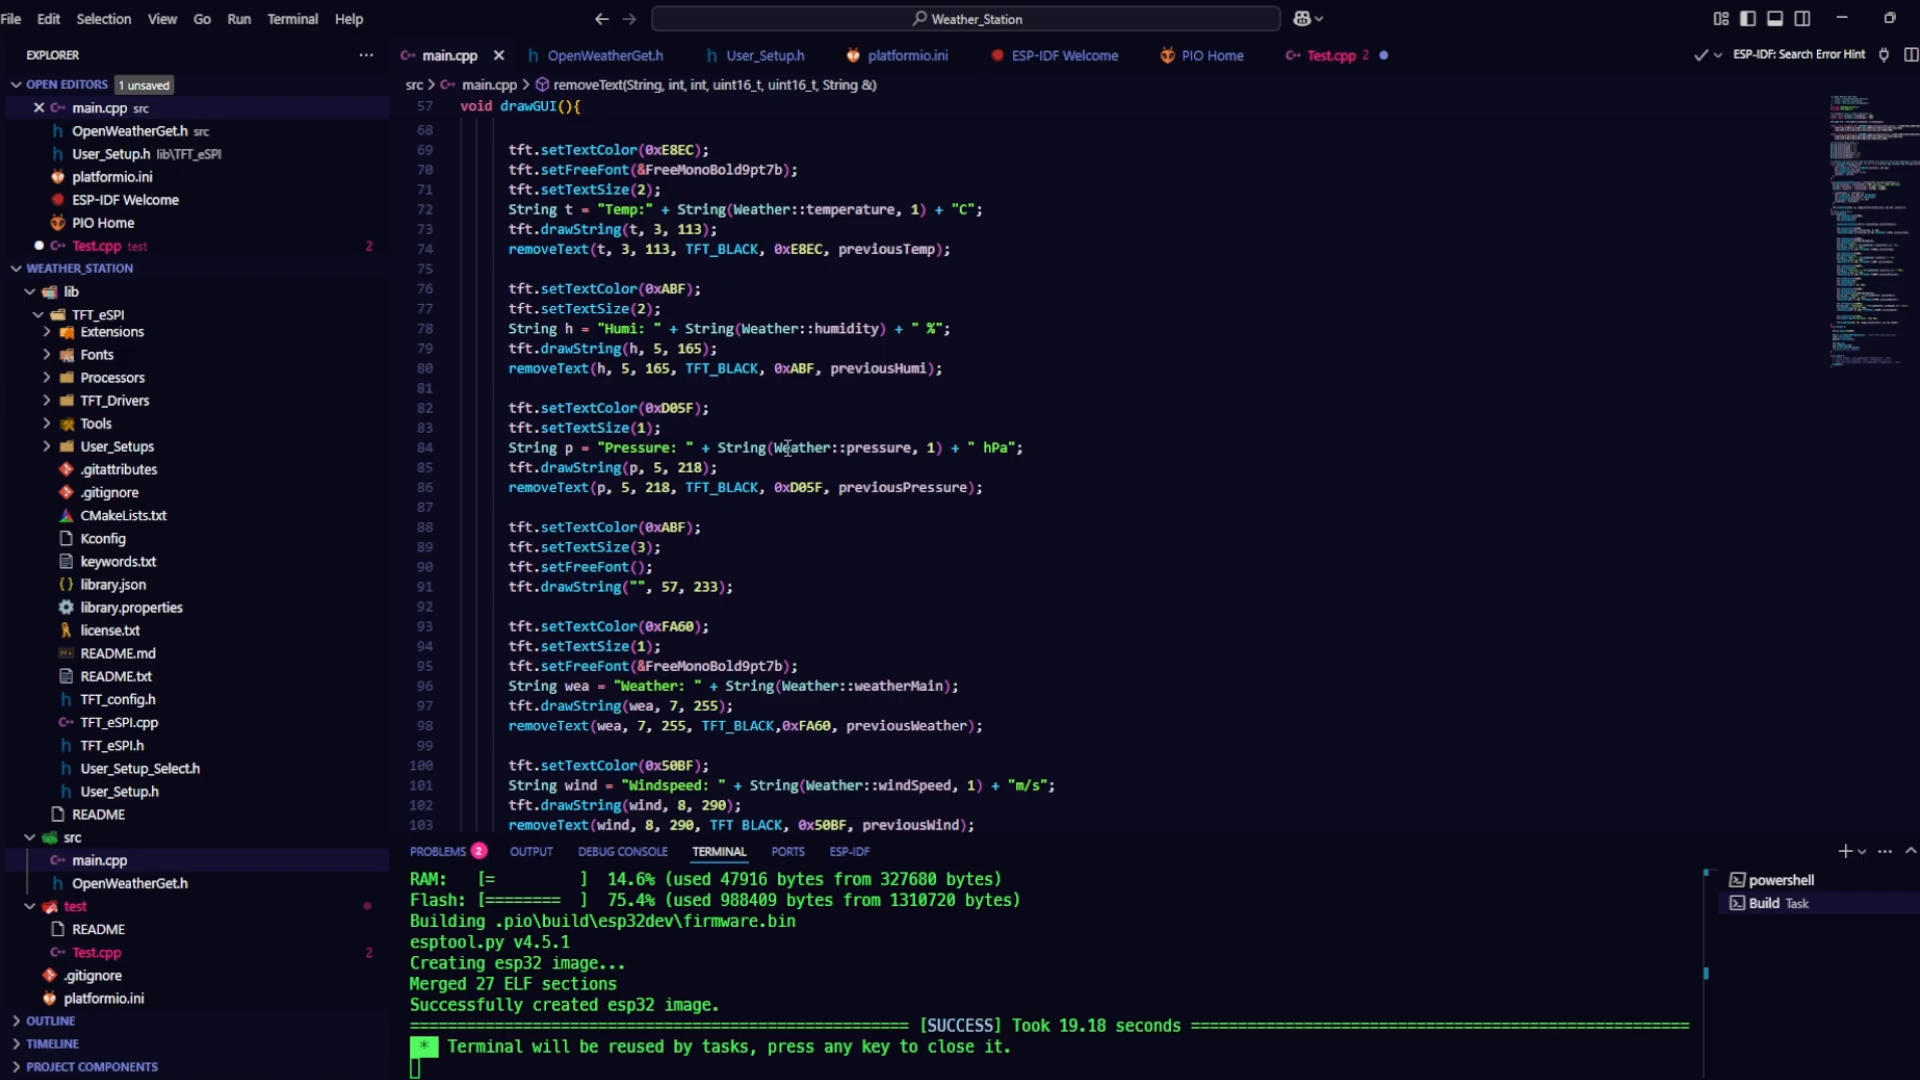 File Edit Selection View Go Run Terminal Help
Weather_Station
EXPLORER
OPEN EDITORS 1 unsaved
main.cpp src
OpenWeatherGet.h src
User_Setup.h lib\TFT_eSPI
platformio.ini
ESP-IDF Welcome
PIO Home
Test.cpp test 2
WEATHER_STATION
lib
TFT_eSPI
Extensions
Fonts
Processors
TFT_Drivers
Tools
User_Setups
.gitattributes
.gitignore
CMakeLists.txt
Kconfig
keywords.txt
library.json
library.properties
license.txt
README.md
README.txt
TFT_config.h
TFT_eSPI.cpp
TFT_eSPI.h
User_Setup_Select.h
User_Setup.h
README
src
main.cpp
OpenWeatherGet.h
test
README
Test.cpp 2
.gitignore
platformio.ini
OUTLINE
TIMELINE
PROJECT COMPONENTS
main.cpp OpenWeatherGet.h User_Setup.h platformio.ini ESP-IDF Welcome PIO Home Test.cpp 2 ESP-IDF: Search Error Hint
src > main.cpp > removeText(String, int, int, uint16_t, uint16_t, String &)
57 void drawGUI(){
68
69 tft.setTextColor(0xE8EC);
70 tft.setFreeFont(&FreeMonoBold9pt7b);
71 tft.setTextSize(2);
72 String t = "Temp:" + String(Weather::temperature, 1) + "C";
73 tft.drawString(t, 3, 113);
74 removeText(t, 3, 113, TFT_BLACK, 0xE8EC, previousTemp);
75
76 tft.setTextColor(0xABF);
77 tft.setTextSize(2);
78 String h = "Humi: " + String(Weather::humidity) + " %";
79 tft.drawString(h, 5, 165);
80 removeText(h, 5, 165, TFT_BLACK, 0xABF, previousHumi);
81
82 tft.setTextColor(0xD05F);
83 tft.setTextSize(1);
84 String p = "Pressure: " + String(Weather::pressure, 1) + " hPa";
85 tft.drawString(p, 5, 218);
86 removeText(p, 5, 218, TFT_BLACK, 0xD05F, previousPressure);
87
88 tft.setTextColor(0xABF);
89 tft.setTextSize(3);
90 tft.setFreeFont();
91 tft.drawString("", 57, 233);
92
93 tft.setTextColor(0xFA60);
94 tft.setTextSize(1);
95 tft.setFreeFont(&FreeMonoBold9pt7b);
96 String wea = "Weather: " + String(Weather::weatherMain);
97 tft.drawString(wea, 7, 255);
98 removeText(wea, 7, 255, TFT_BLACK,0xFA60, previousWeather);
99
100 tft.setTextColor(0x50BF);
101 String wind = "Windspeed: " + String(Weather::windSpeed, 1) + "m/s";
102 tft.drawString(wind, 8, 290);
103 removeText(wind, 8, 290, TFT_BLACK, 0x50BF, previousWind);
PROBLEMS 2 OUTPUT DEBUG CONSOLE TERMINAL PORTS ESP-IDF
RAM: [= ] 14.6% (used 47916 bytes from 327680 bytes)
Flash: [======== ] 75.4% (used 988409 bytes from 1310720 bytes)
Building .pio\build\esp32dev\firmware.bin
esptool.py v4.5.1
Creating esp32 image...
Merged 27 ELF sections
Successfully created esp32 image.
============================================== [SUCCESS] Took 19.18 seconds ==============================================
* Terminal will be reused by tasks, press any key to close it.
powershell
Build Task